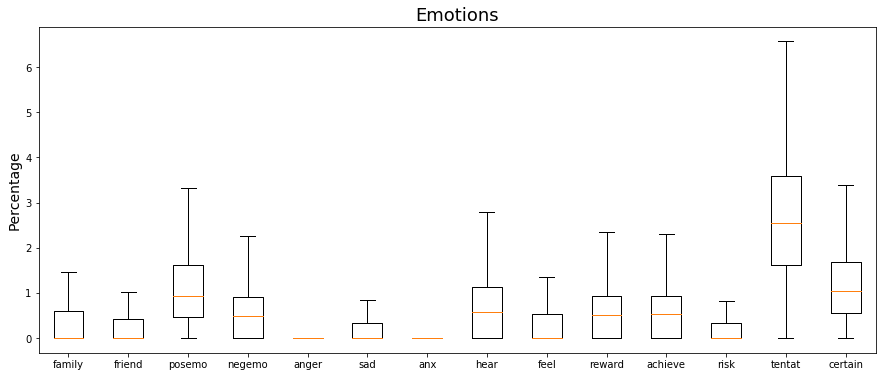 Emotions
Percentage
6
5
4
3
2
1
0
family friend posemo negemo anger sad anx hear feel reward achieve risk tentat certain